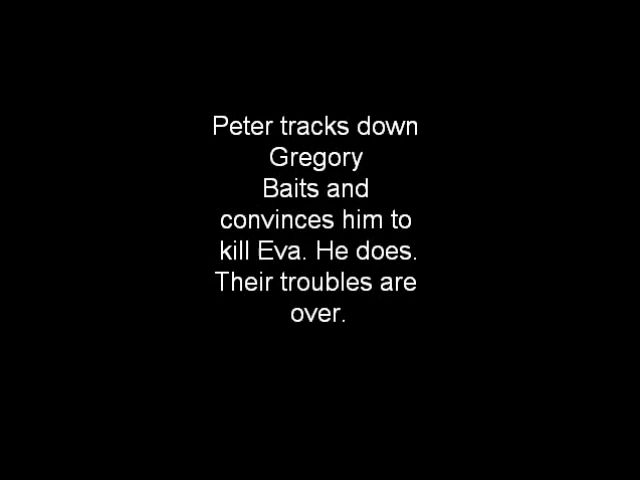 Peter tracks down
Gregory
Baits and
convinces him to
kill Eva. He does.
Their troubles are
over.